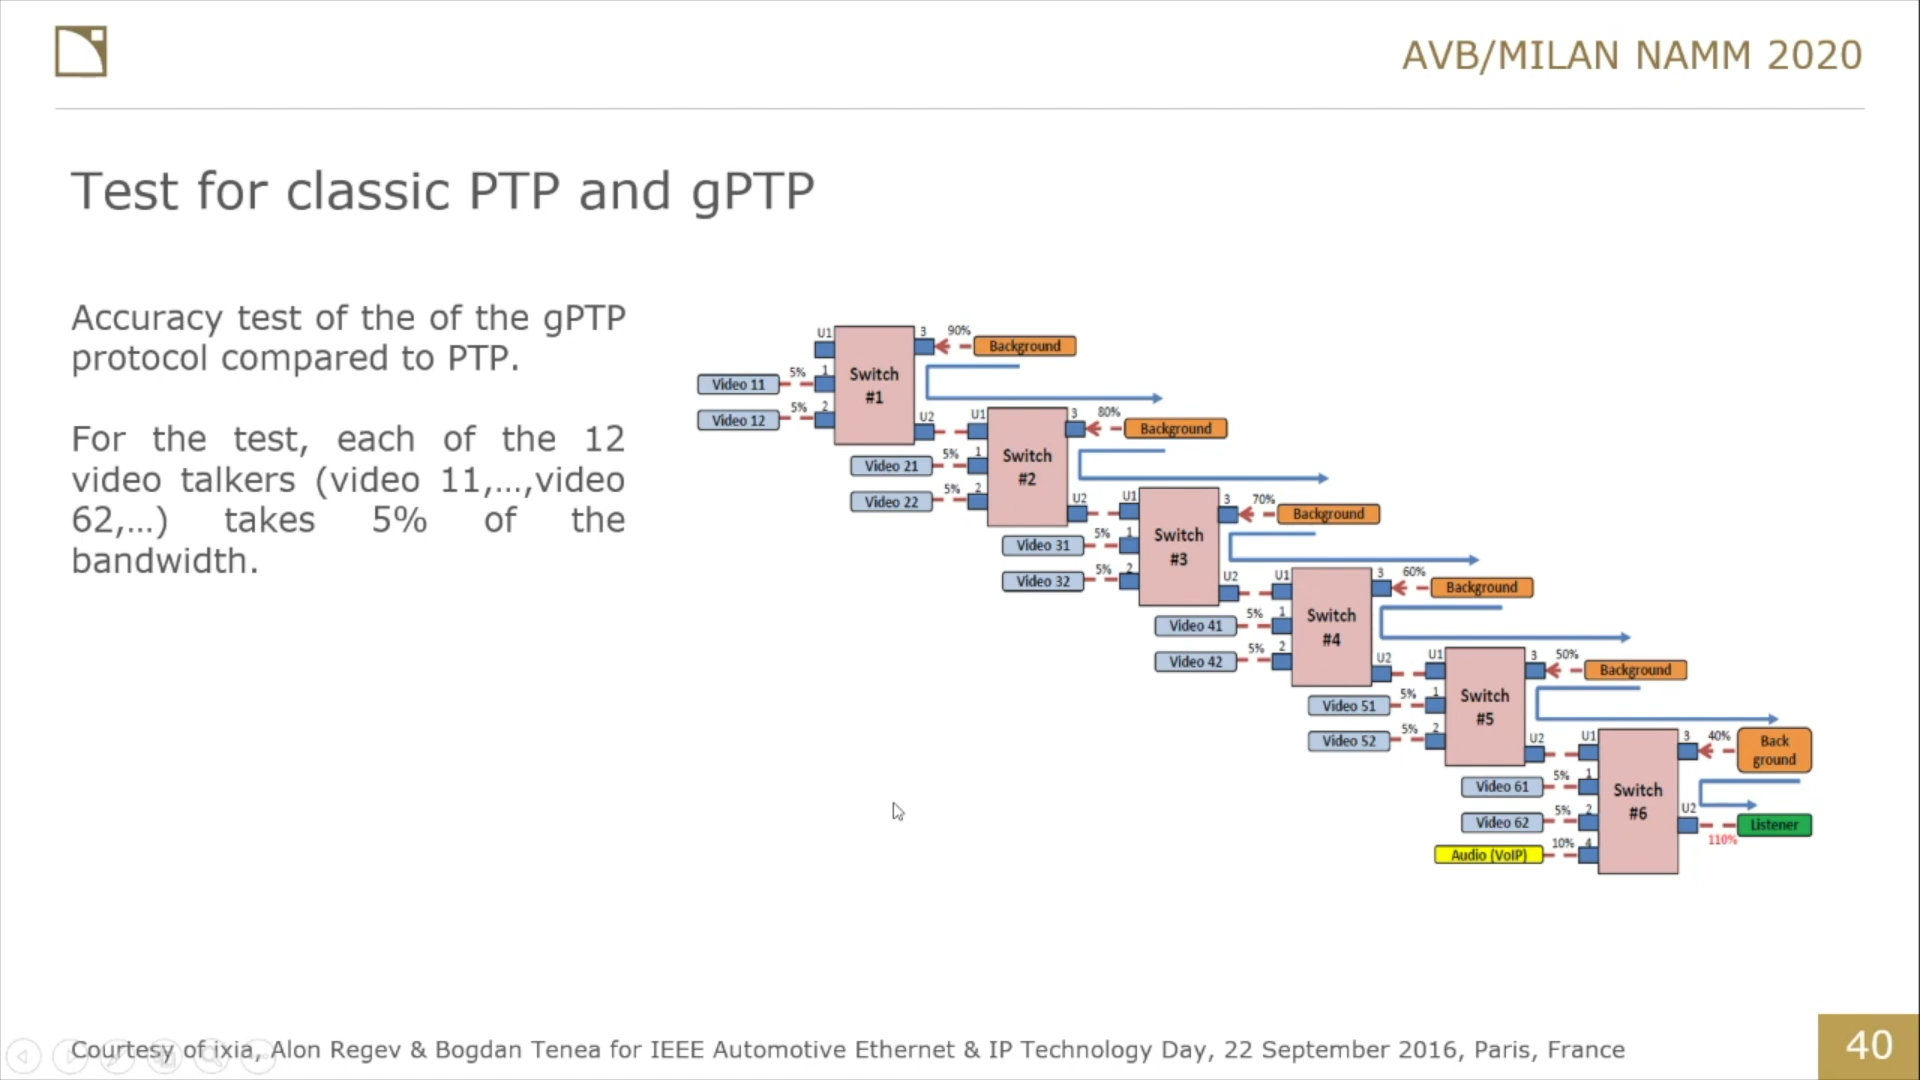 AVB/MILAN NAMM 2020
Test for classic PTP and gPTP
Accuracy test of the of the gPTP
protocol compared to PTP.
For the test, each of the 12
video talkers (video 11,…,video
62,…) takes 5% of the
bandwidth.
U1
3
90%
Background
Video 11
5%
1
Switch
#1
Video 12
5%
2
U2
U1
3
80%
Background
Video 21
5%
1
Switch
#2
Video 22
5%
2
U2
U1
3
70%
Background
Video 31
5%
1
Switch
#3
Video 32
5%
2
U2
U1
3
60%
Background
Video 41
5%
1
Switch
#4
Video 42
5%
2
U2
U1
3
50%
Background
Video 51
5%
1
Switch
#5
Video 52
5%
2
U2
U1
3
40%
Back
ground
Video 61
5%
1
Switch
#6
Video 62
5%
2
U2
Listener
110%
Audio (VoIP)
10%
4
Courtesy of ixia, Alon Regev & Bogdan Tenea for IEEE Automotive Ethernet & IP Technology Day, 22 September 2016, Paris, France
40